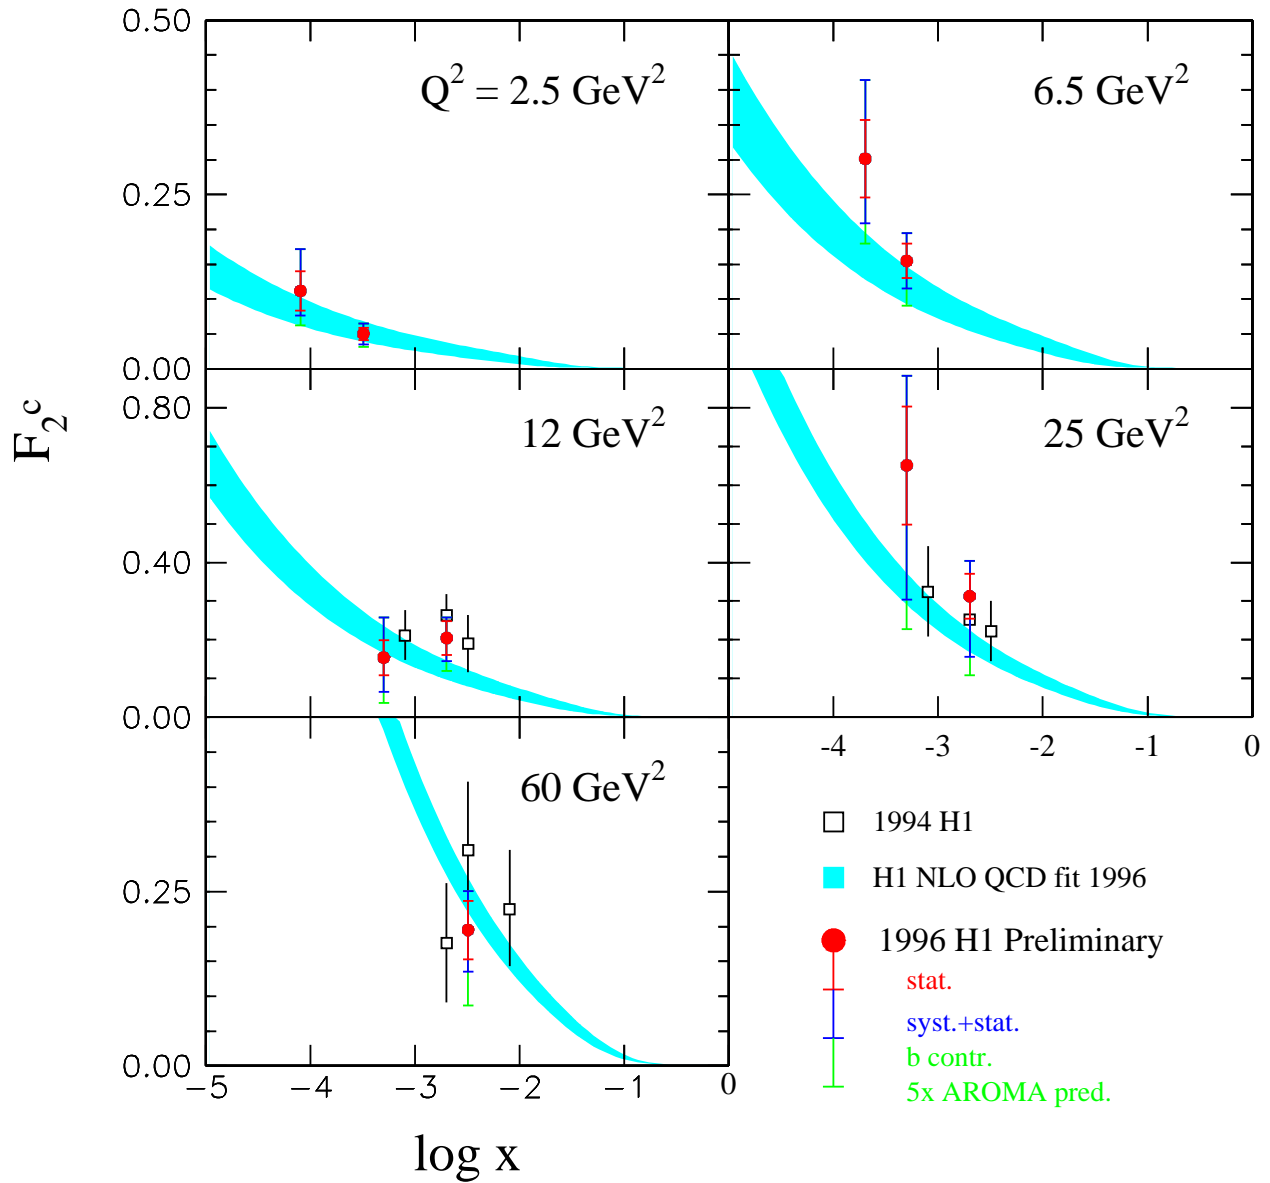 0.50
Q² = 2.5 GeV²
6.5 GeV²
0.25
0.00
12 GeV²
25 GeV²
0.80
F₂ᶜ
0.40
0.00
-4 -3 -2 -1 0
60 GeV²
1994 H1
0.25
H1 NLO QCD fit 1996
1996 H1 Preliminary
stat.
syst.+stat.
b contr.
5x AROMA pred.
0.00
-5 -4 -3 -2 -1 0
log x